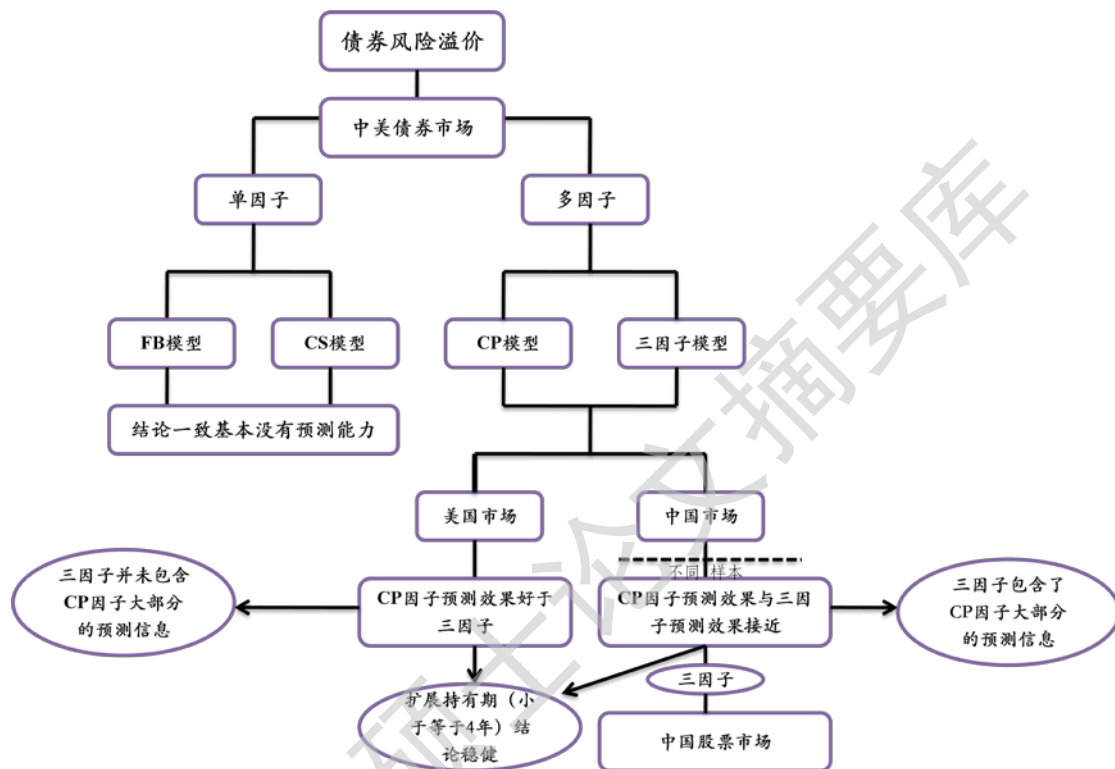 债券风险溢价
中美债券市场
单因子
多因子
FB模型
CS模型
CP模型
三因子模型
结论一致基本没有预测能力
美国市场
中国市场
不同 样本
三因子并未包含
CP因子大部分
的预测信息
CP因子预测效果好于
三因子
CP因子预测效果与三因
子预测效果接近
三因子包含了
CP因子大部分
的预测信息
三因子
扩展持有期（小
于等于4年）结
论稳健
中国股票市场
硕士论文摘要库